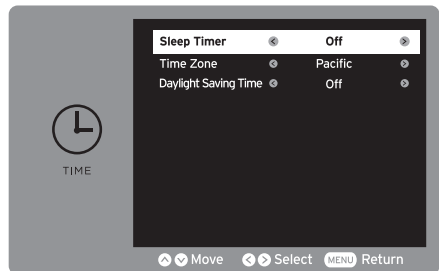 Sleep Timer Off
Time Zone Pacific
Daylight Saving Time Off
TIME
Move Select MENU Return